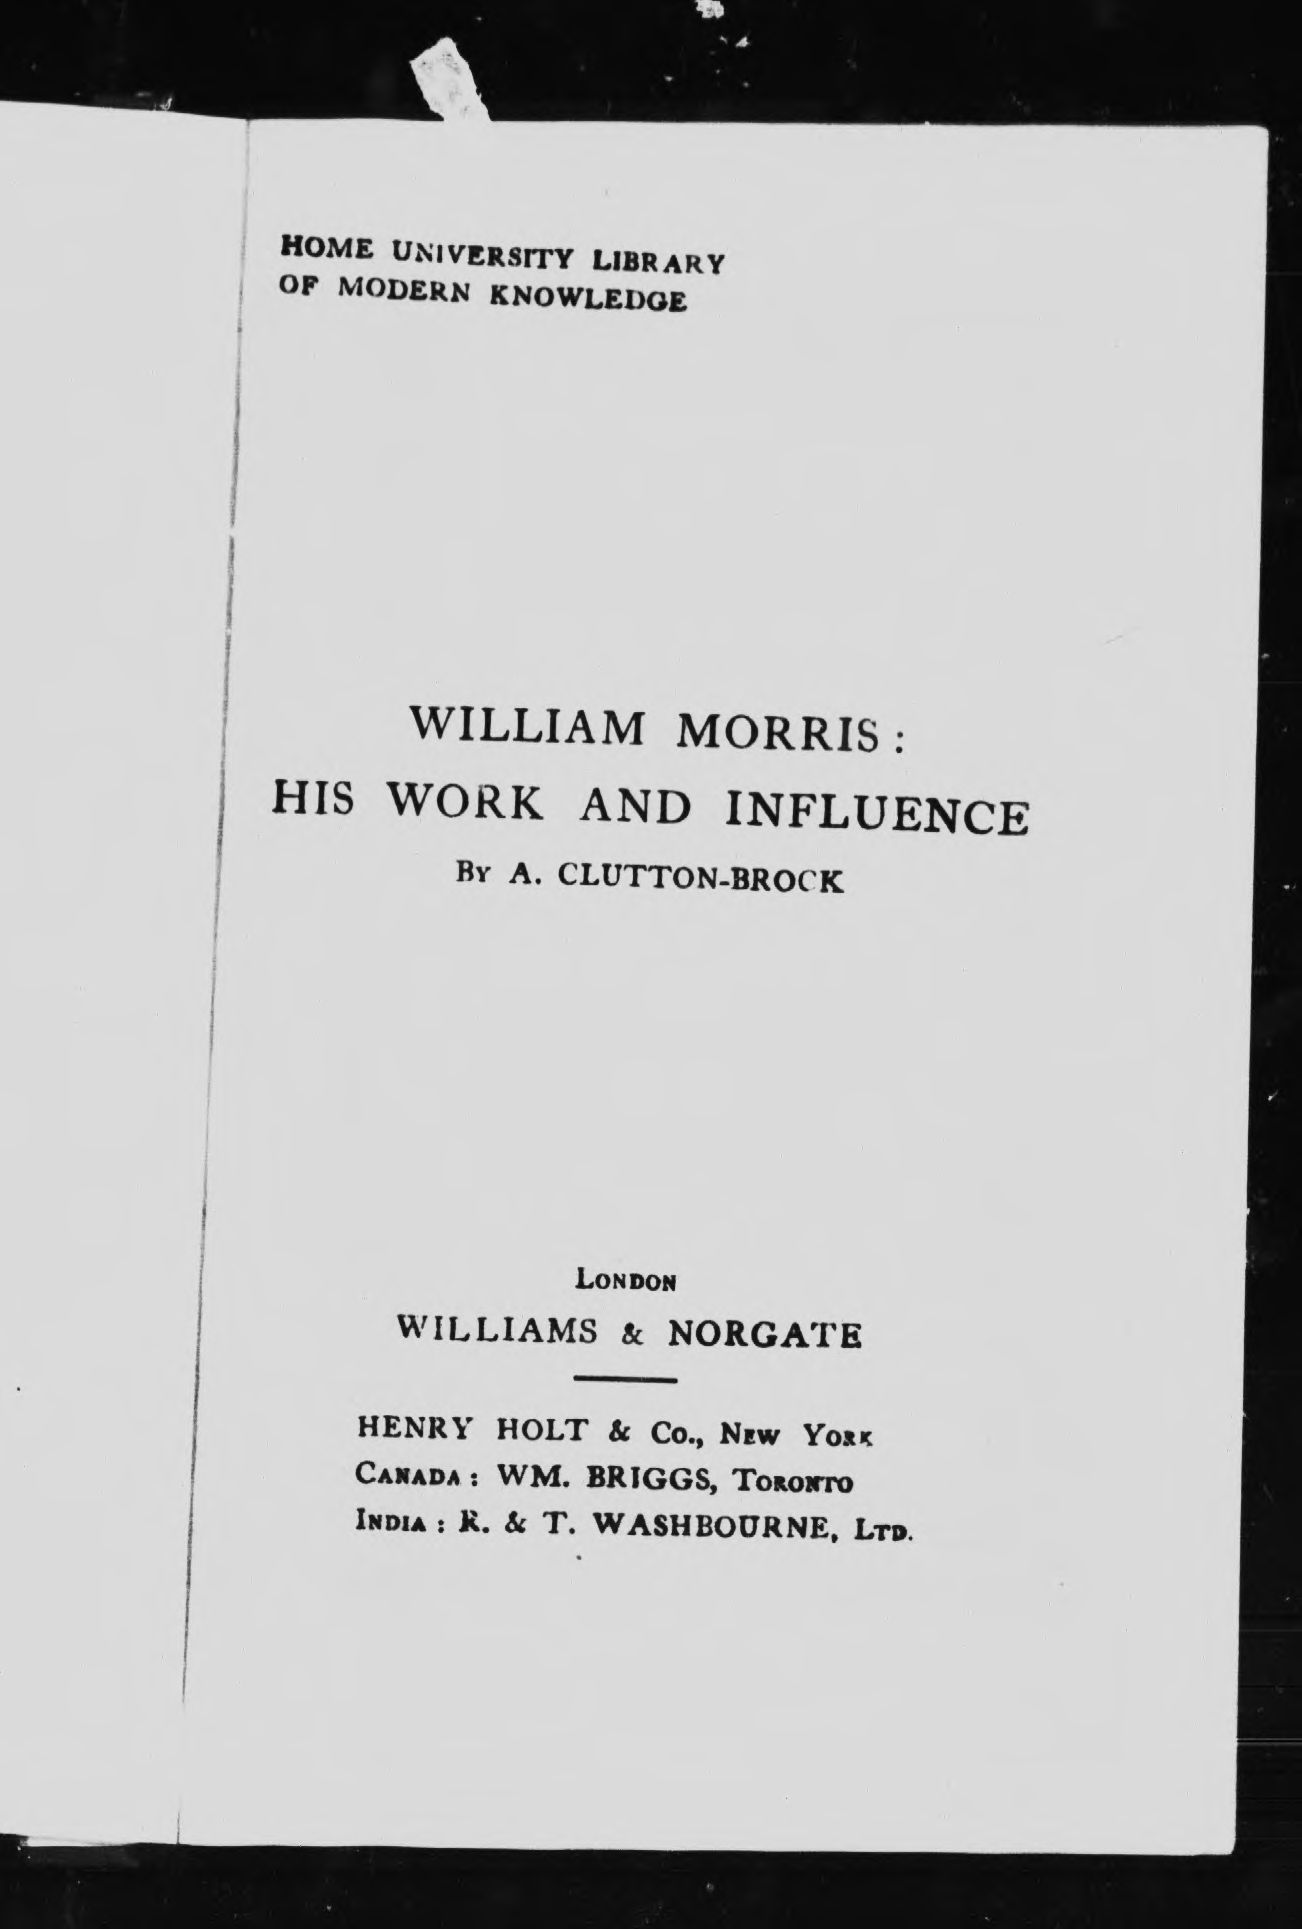 HOME UNIVERSITY LIBRARY
OF MODERN KNOWLEDGE
WILLIAM MORRIS :
HIS WORK AND INFLUENCE
BY A. CLUTTON-BROCK
LONDON
WILLIAMS & NORGATE
HENRY HOLT & Co., NEW YORK
CANADA : WM. BRIGGS, TORONTO
INDIA : R. & T. WASHBOURNE, LTD.